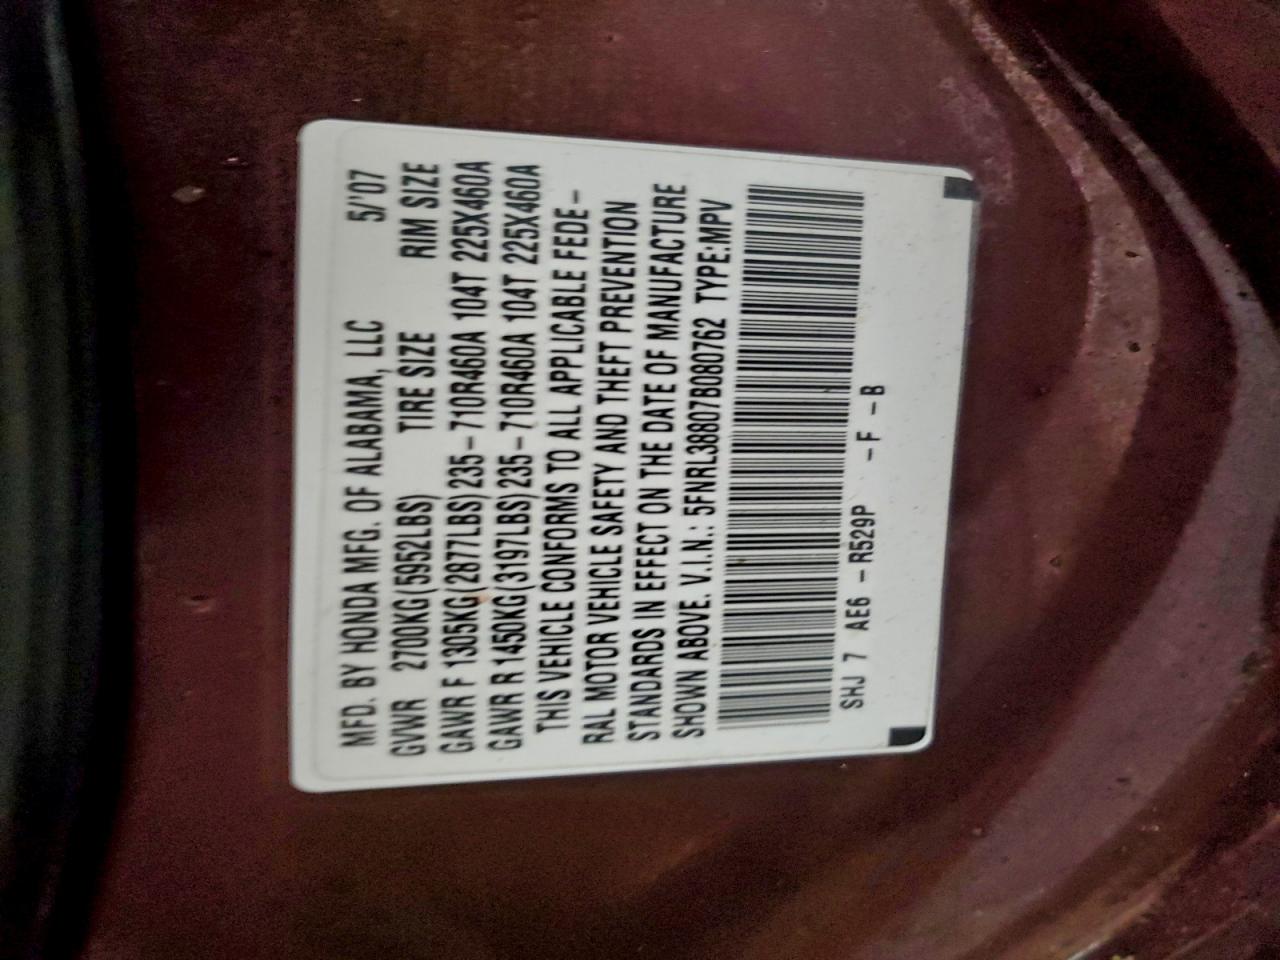 MFD. BY HONDA MFG. OF ALABAMA, LLC 5/'07
GVWR 2700KG(5952LBS) TIRE SIZE RIM SIZE
GAWR F 1305KG(2877LBS)235-710R460A 104T 225X460A
GAWR R 1450KG(3197LBS)235-710R460A 104T 225X460A
THIS VEHICLE CONFORMS TO ALL APPLICABLE FEDE-
RAL MOTOR VEHICLE SAFETY AND THEFT PREVENTION
STANDARDS IN EFFECT ON THE DATE OF MANUFACTURE
SHOWN ABOVE. V.I.N.: 5FNRL38807B080762 TYPE:MPV
SHJ 7 AE6 - R529P - F - B